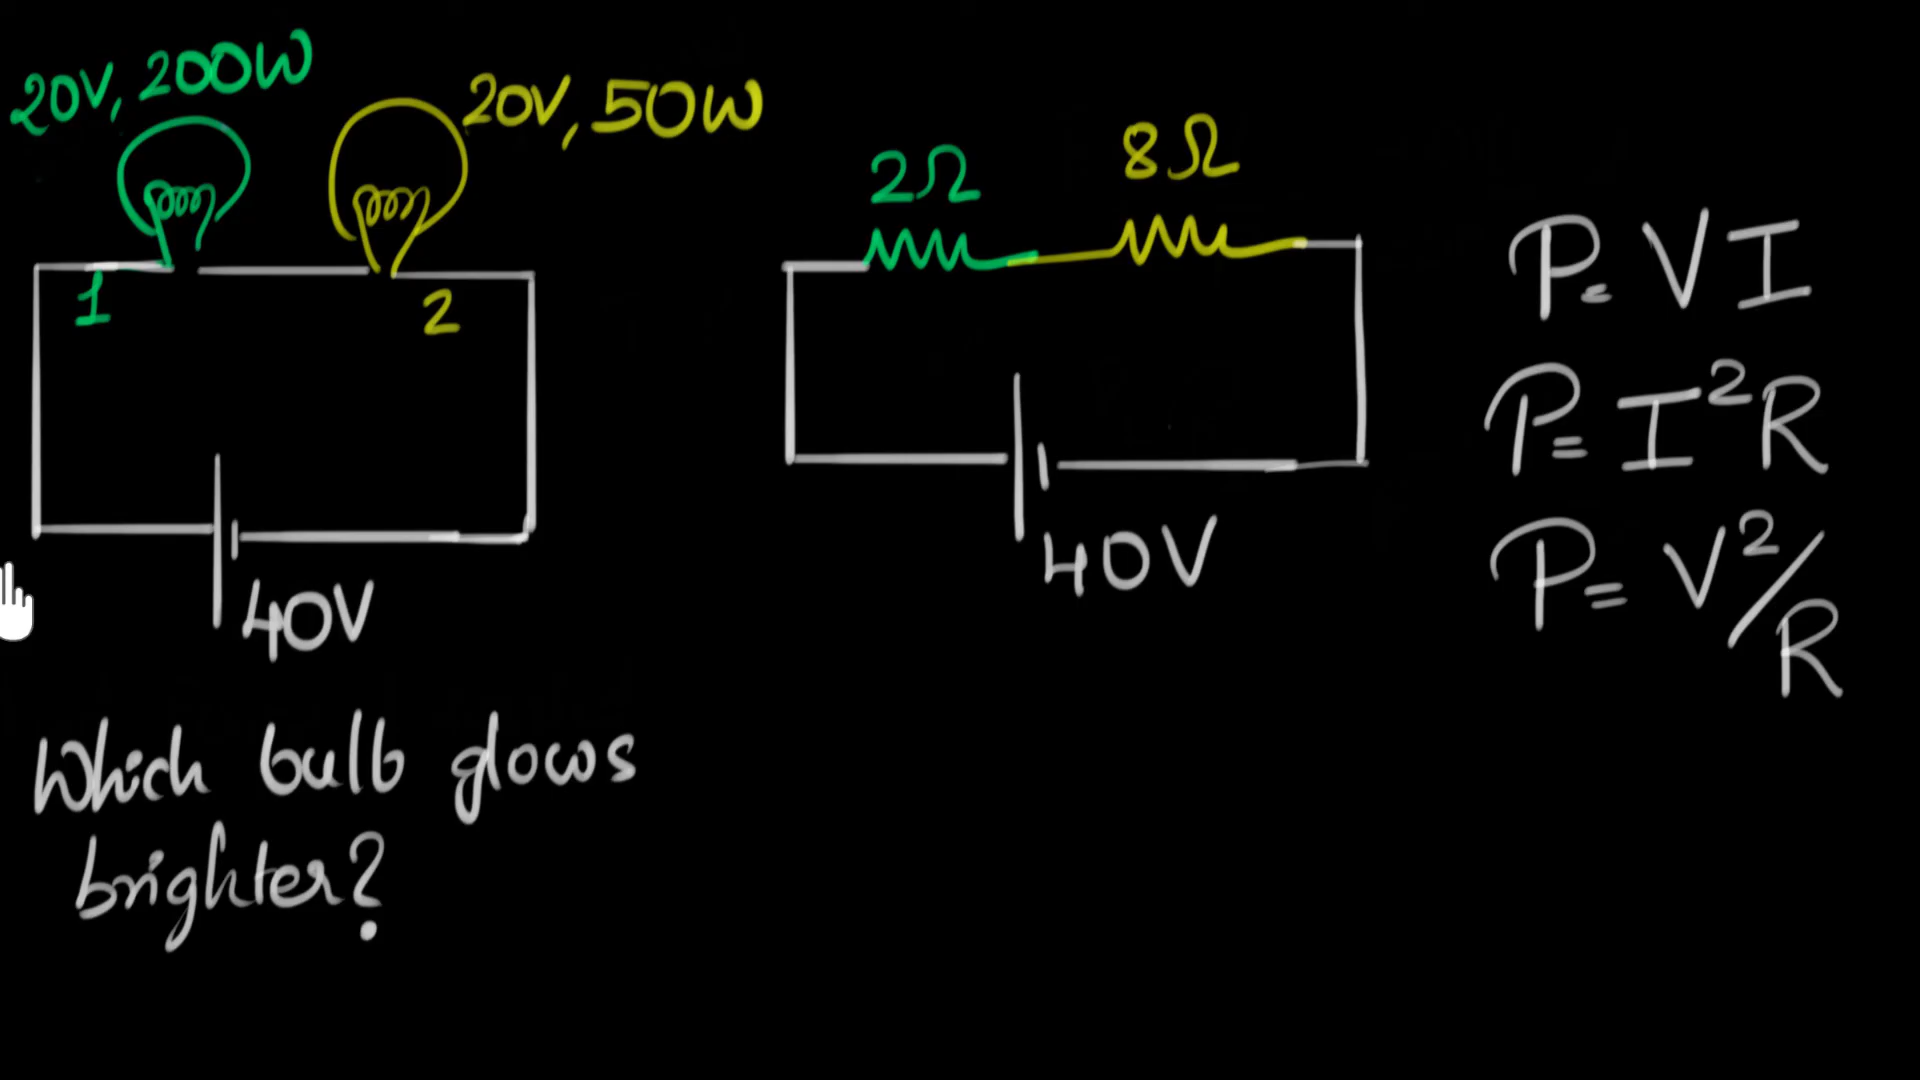 20V, 200W
20V, 50W
1
2
40V
Which bulb glows
brighter?
2Ω
8Ω
40V
P = VI
P = I²R
P = V²/R